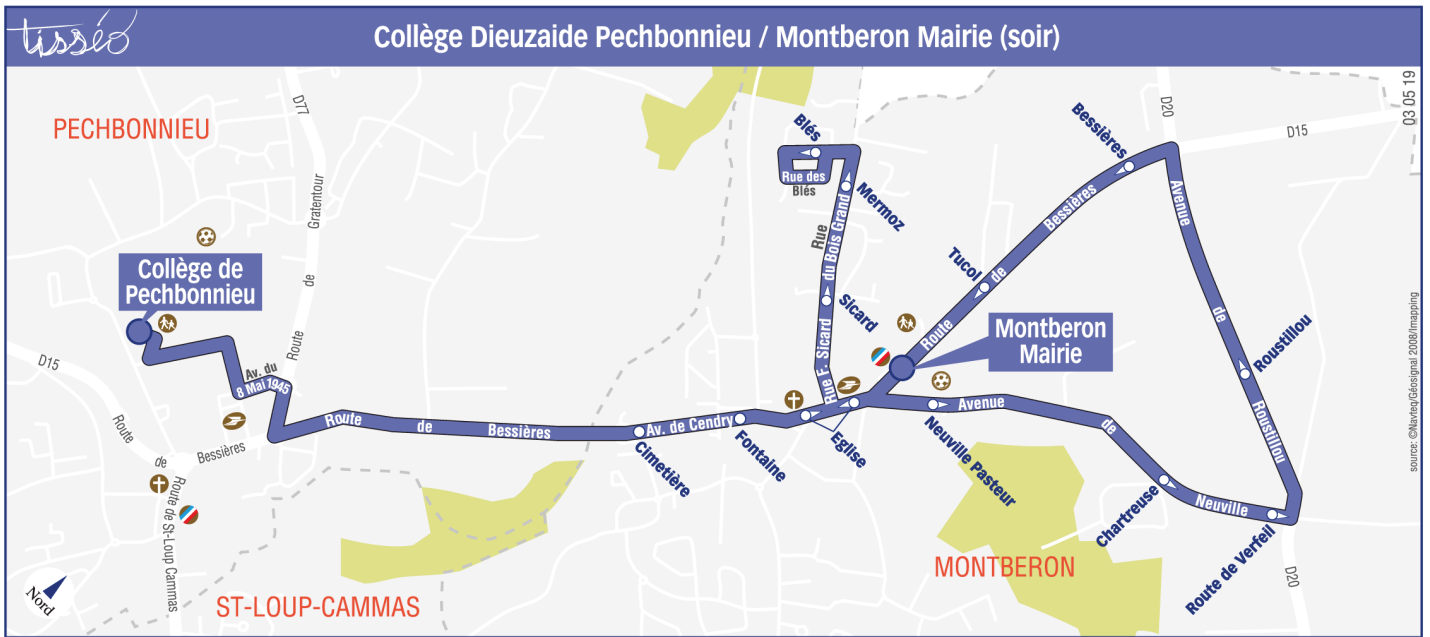 tisséo
Collège Dieuzaide Pechbonnieu / Montberon Mairie (soir)
03 05 19
PECHBONNIEU
D77
Gratentour
de
Route
Collège de
Pechbonnieu
D15
Route
de
Bessières
Av. du
8 Mai 1945
Route de St-Loup Cammas
Nord
ST-LOUP-CAMMAS
Route de Bessières
Cimetière
Av. de Cendry
Fontaine
Eglise
Rue F. Sicard
Sicard
Rue
du Bois Grand
Mermoz
Blés
Rue des
Blés
Montberon
Mairie
Route de Bessières
Tucol
Bessières
D20
D15
Avenue de Roustillou
Roustillou
Avenue de Neuville
Neuville Pasteur
Chartreuse
Route de Verfeil
D20
MONTBERON
source: ©Navteq/Géosignal 2008/Imapping